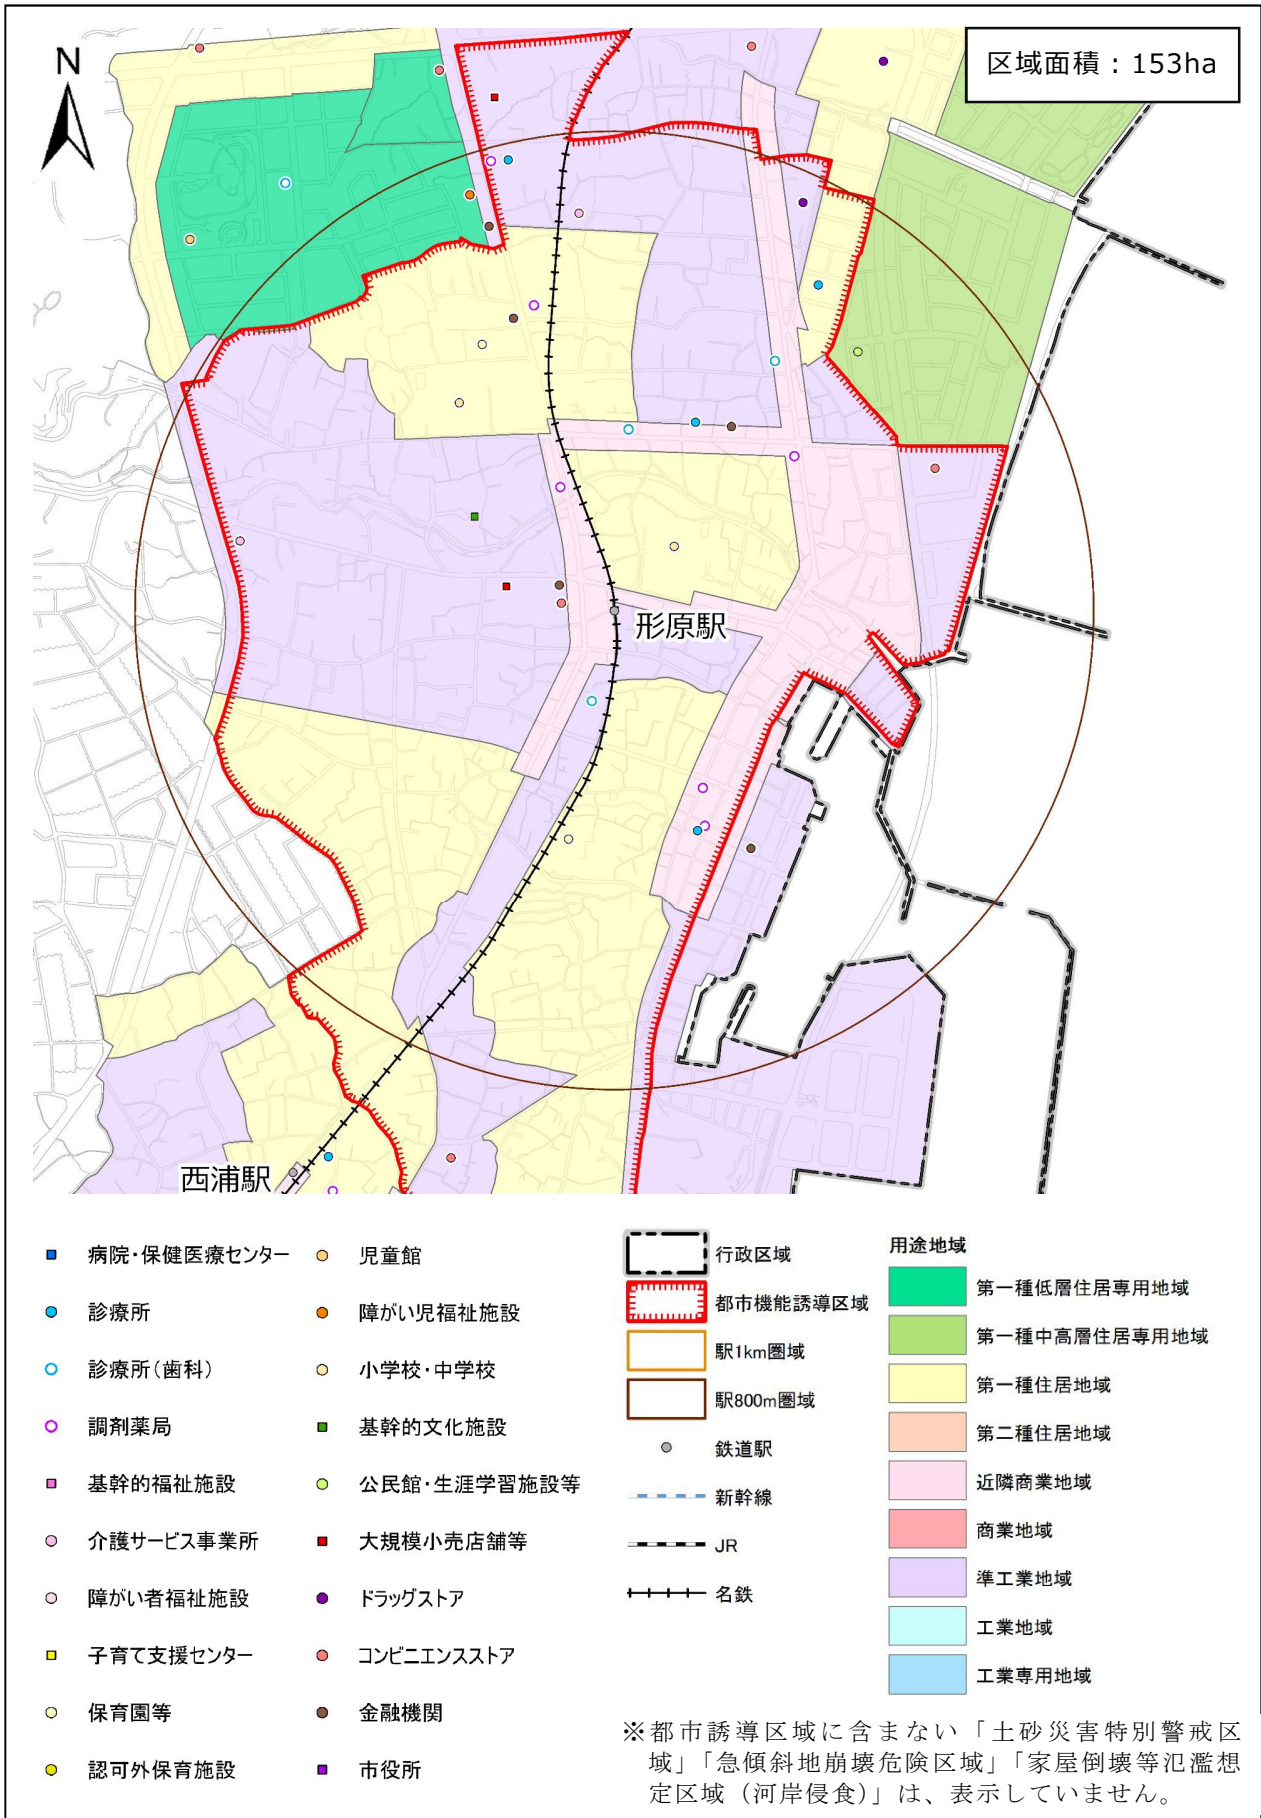 N
区域面積：153ha
形原駅
西浦駅
病院・保健医療センター
診療所
診療所（歯科）
調剤薬局
基幹的福祉施設
介護サービス事業所
障がい者福祉施設
子育て支援センター
保育園等
認可外保育施設
児童館
障がい児福祉施設
小学校・中学校
基幹的文化施設
公民館・生涯学習施設等
大規模小売店舗等
ドラッグストア
コンビニエンスストア
金融機関
市役所
行政区域
都市機能誘導区域
駅1km圏域
駅800m圏域
鉄道駅
新幹線
JR
名鉄
用途地域
第一種低層住居専用地域
第一種中高層住居専用地域
第一種住居地域
第二種住居地域
近隣商業地域
商業地域
準工業地域
工業地域
工業専用地域
※都市誘導区域に含まない「土砂災害特別警戒区
域」「急傾斜地崩壊危険区域」「家屋倒壊等氾濫想
定区域（河岸侵食）」は、表示していません。